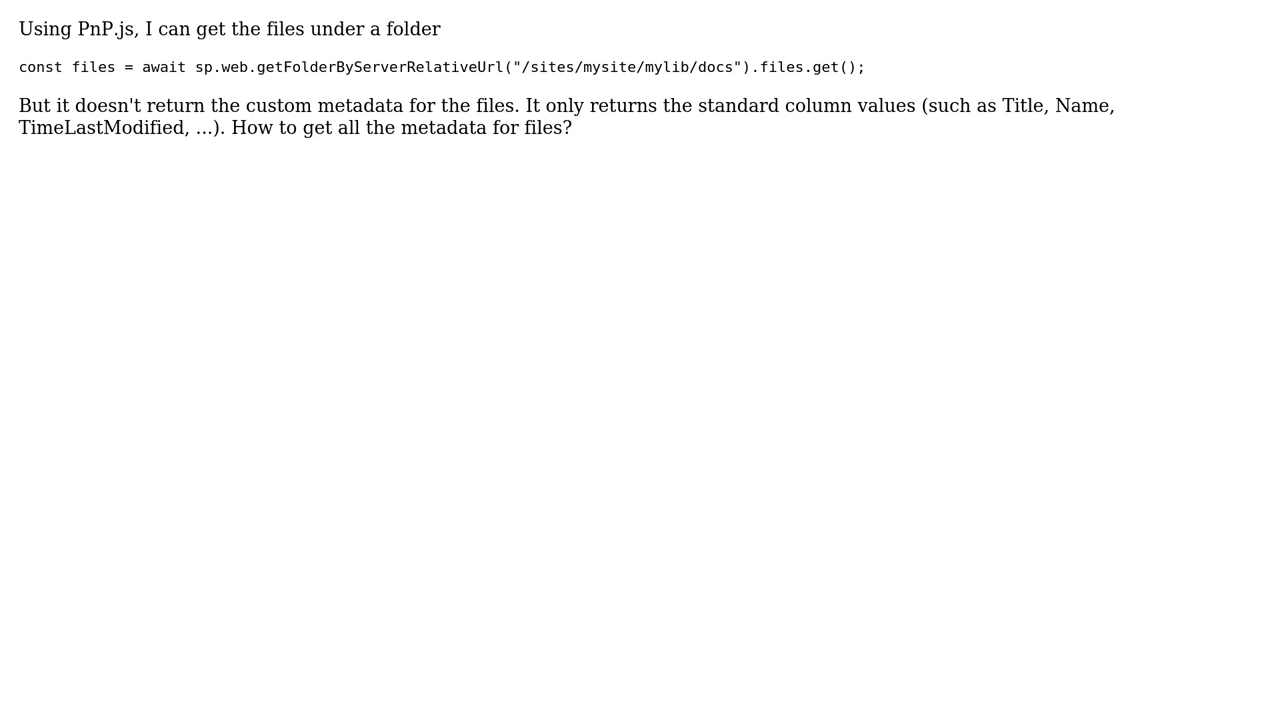 Using PnP.js, I can get the files under a folder
const files = await sp.web.getFolderByServerRelativeUrl("/sites/mysite/mylib/docs").files.get();
But it doesn't return the custom metadata for the files. It only returns the standard column values (such as Title, Name,
TimeLastModified, ...). How to get all the metadata for files?